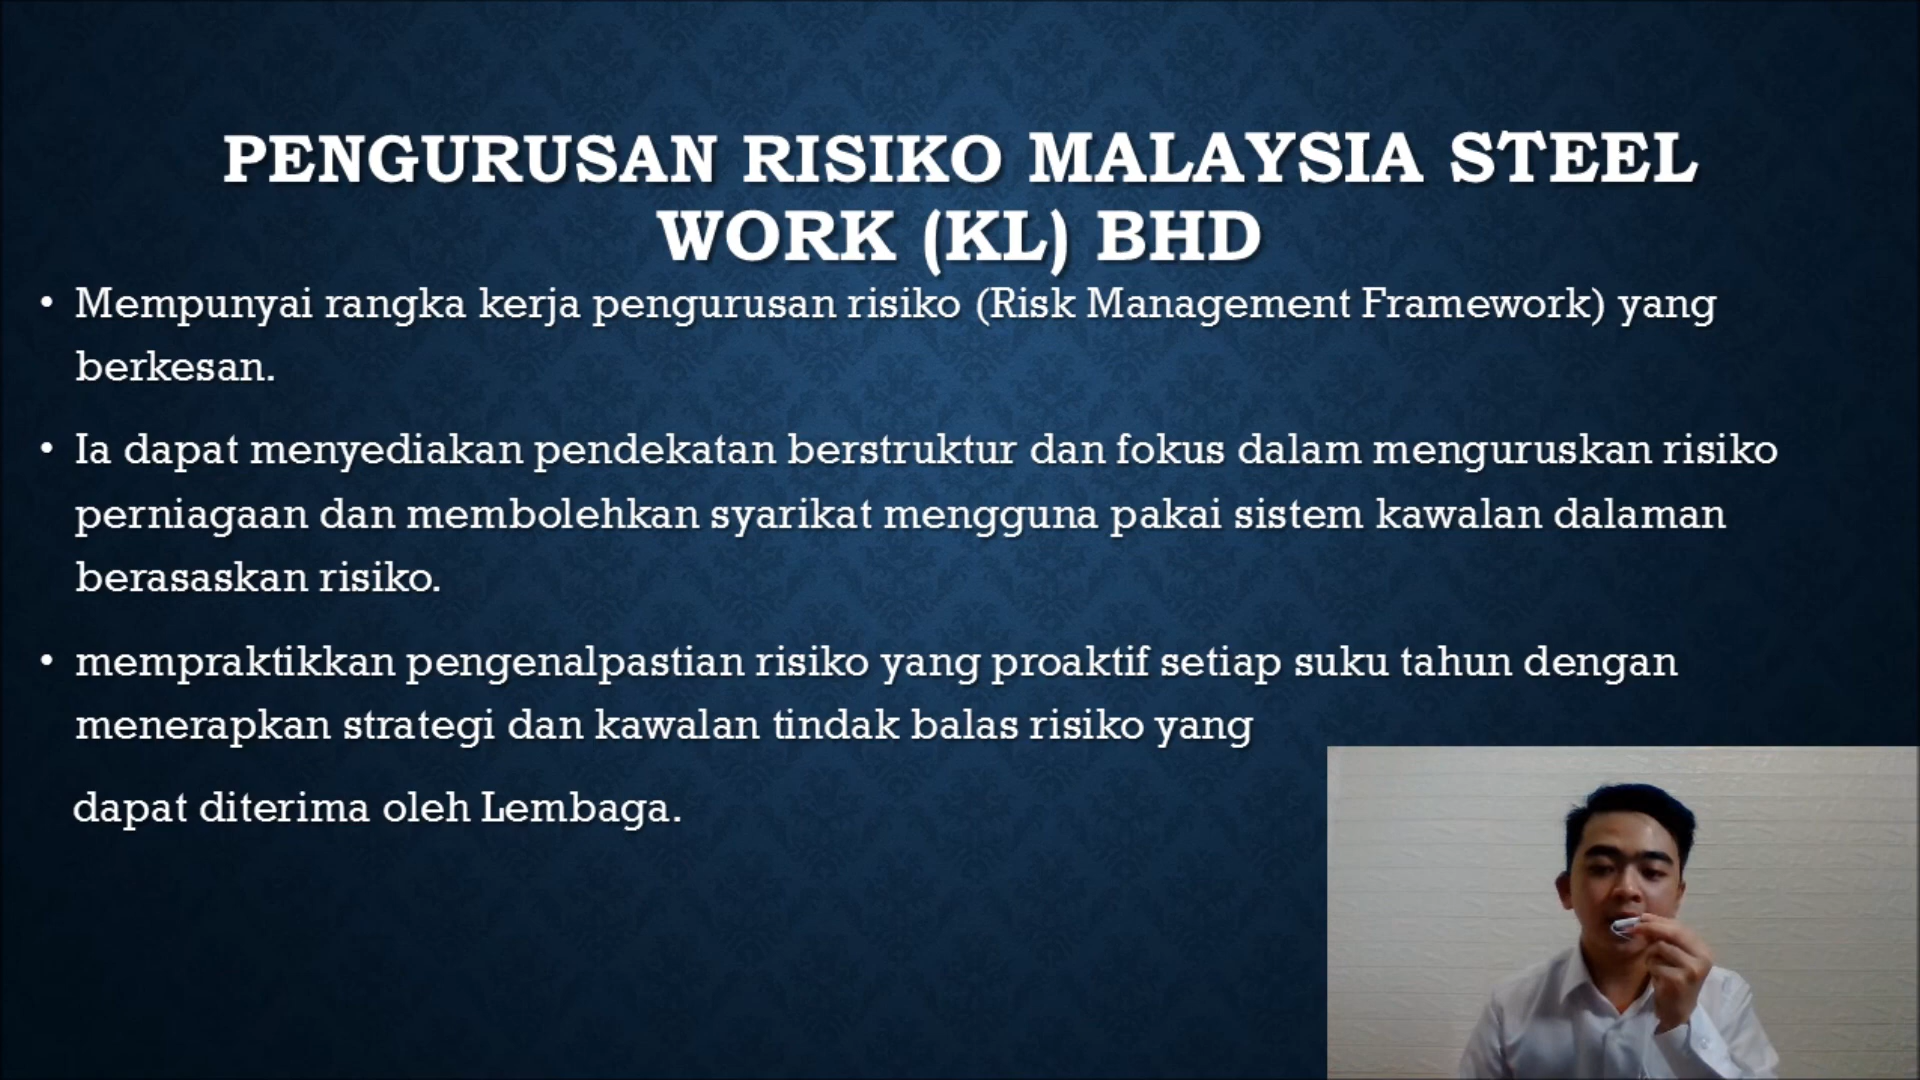 PENGURUSAN RISIKO MALAYSIA STEEL
WORK (KL) BHD
• Mempunyai rangka kerja pengurusan risiko (Risk Management Framework) yang
berkesan.
• Ia dapat menyediakan pendekatan berstruktur dan fokus dalam menguruskan risiko
perniagaan dan membolehkan syarikat mengguna pakai sistem kawalan dalaman
berasaskan risiko.
• mempraktikkan pengenalpastian risiko yang proaktif setiap suku tahun dengan
menerapkan strategi dan kawalan tindak balas risiko yang
dapat diterima oleh Lembaga.